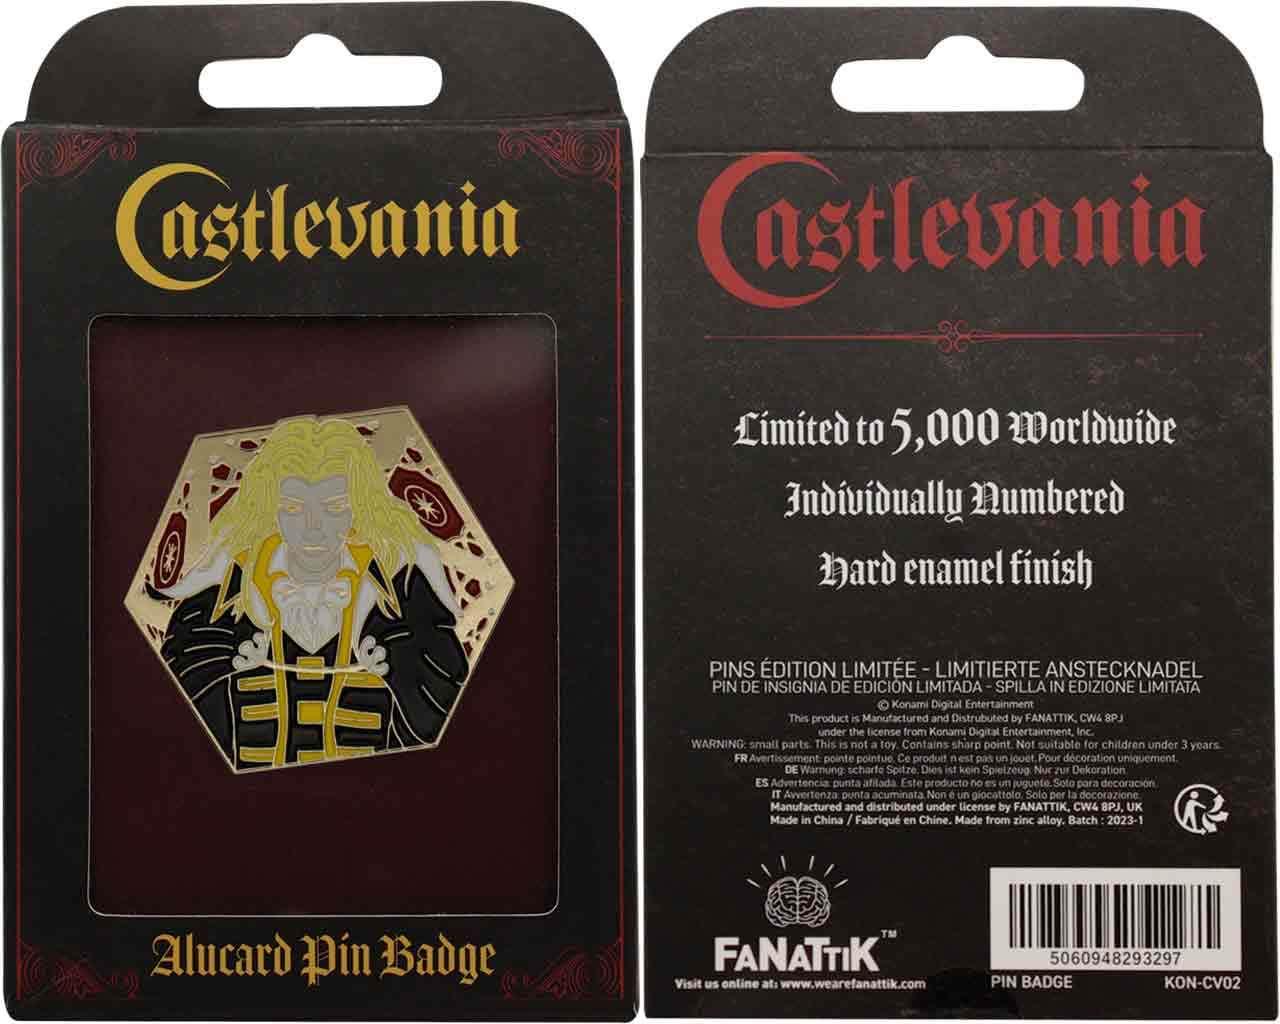 Castlevania
Alucard Pin Badge
Castlevania
Limited to 5,000 Worldwide
Individually Numbered
Hard enamel finish
PINS ÉDITION LIMITÉE - LIMITIERTE ANSTECKNADEL
PIN DE INSIGNIA DE EDICIÓN LIMITADA - SPILLA IN EDIZIONE LIMITATA
© Konami Digital Entertainment
This product is Manufactured and Distrubuted by FANATTIK, CW4 8PJ
under the license from Konami Digital Entertainment, Inc.
WARNING: small parts. This is not a toy. Contains sharp point. Not suitable for children under 3 years.
FR Avertissement: pointe pointue. Ce produit n est pas un jouet. Pour décoration uniquement.
DE Warnung: scharfe Spitze. Dies ist kein Spielzeug. Nur zur Dekoration.
ES Advertencia: punta afilada. Este producto no es un juguete. Solo para decoración.
IT Avvertenza: punta acuminata. Non è un giocattolo. Solo per la decorazione.
Manufactured and distributed under license by FANATTIK, CW4 8PJ, UK
Made in China / Fabriqué en Chine. Made from zinc alloy. Batch : 2023-1
FANATTIK™
Visit us online at: www.wearefanattik.com
5060948293297
PIN BADGE KON-CV02